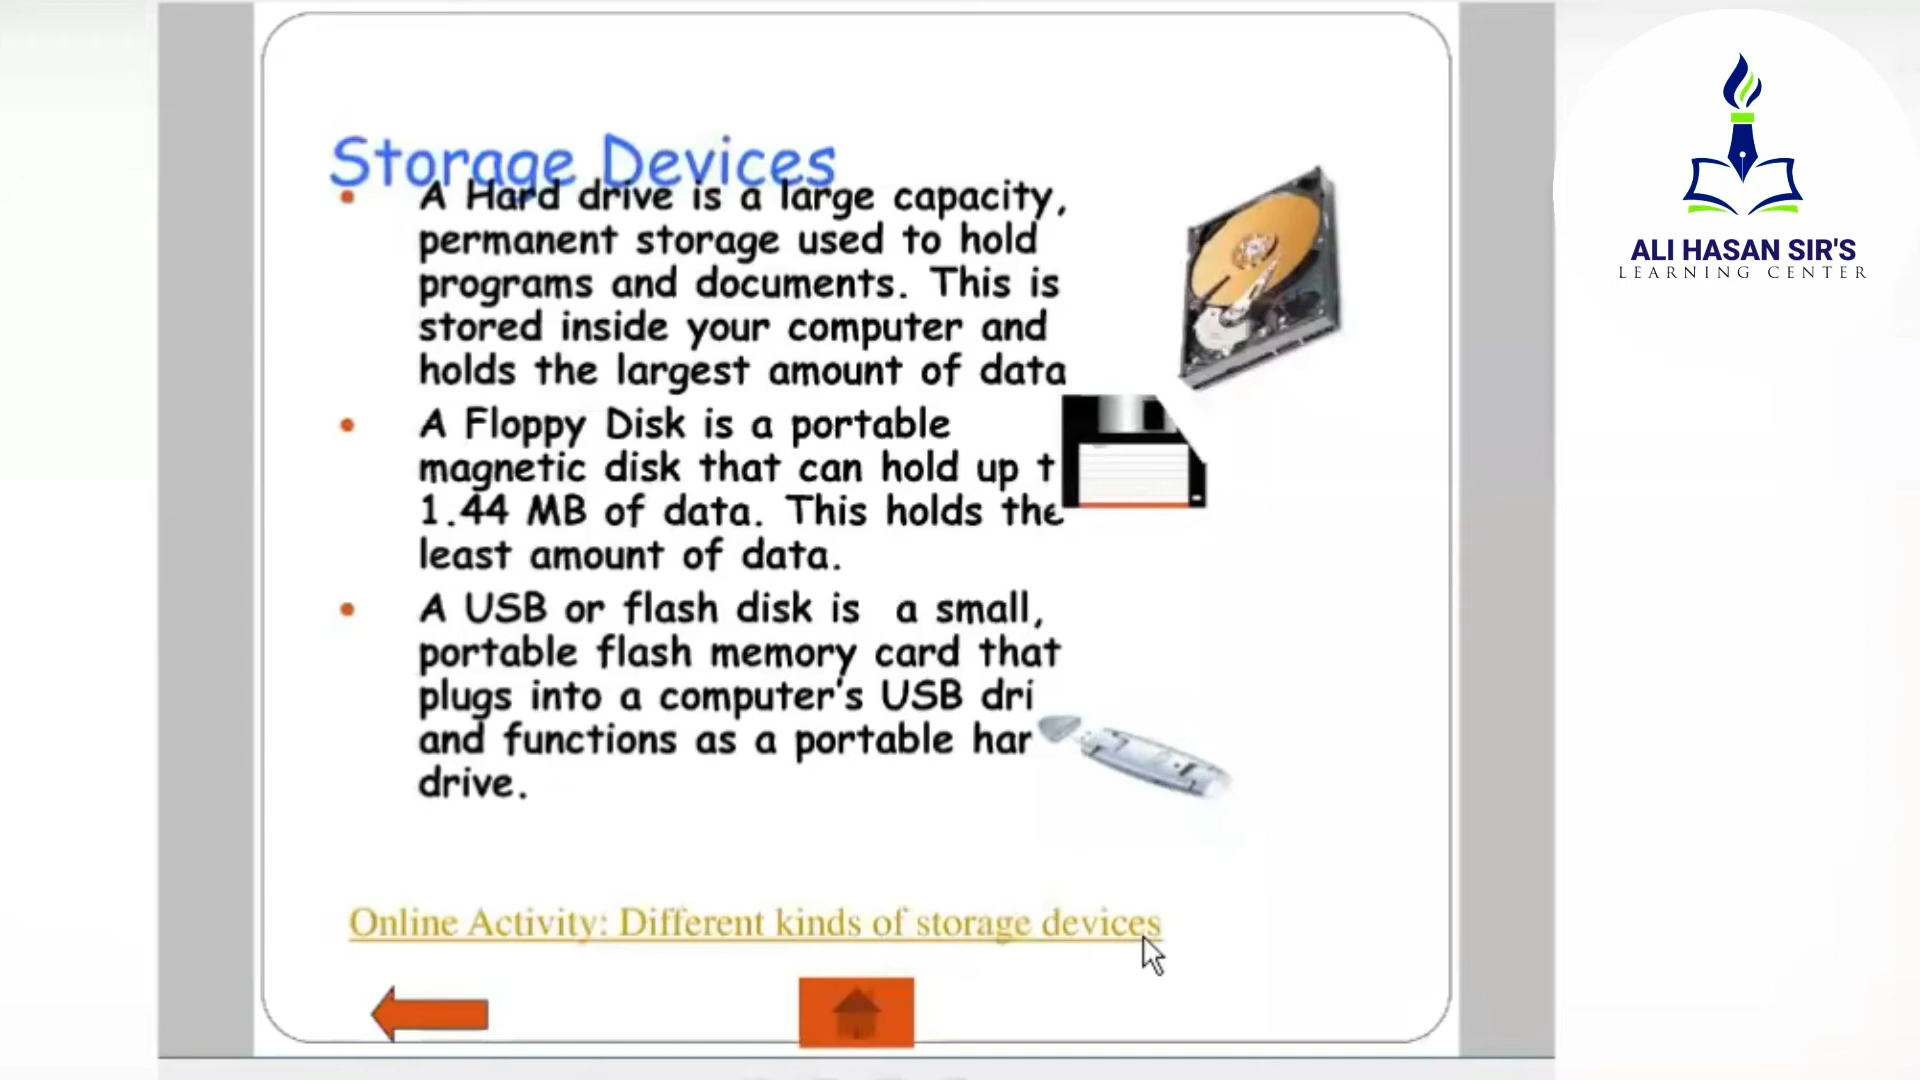 Storage Devices
• A Hard drive is a large capacity,
permanent storage used to hold
programs and documents. This is
stored inside your computer and
holds the largest amount of data
• A Floppy Disk is a portable
magnetic disk that can hold up t
1.44 MB of data. This holds the
least amount of data.
• A USB or flash disk is a small,
portable flash memory card that
plugs into a computer's USB dri
and functions as a portable har
drive.
Online Activity: Different kinds of storage devices
ALI HASAN SIR'S
LEARNING CENTER